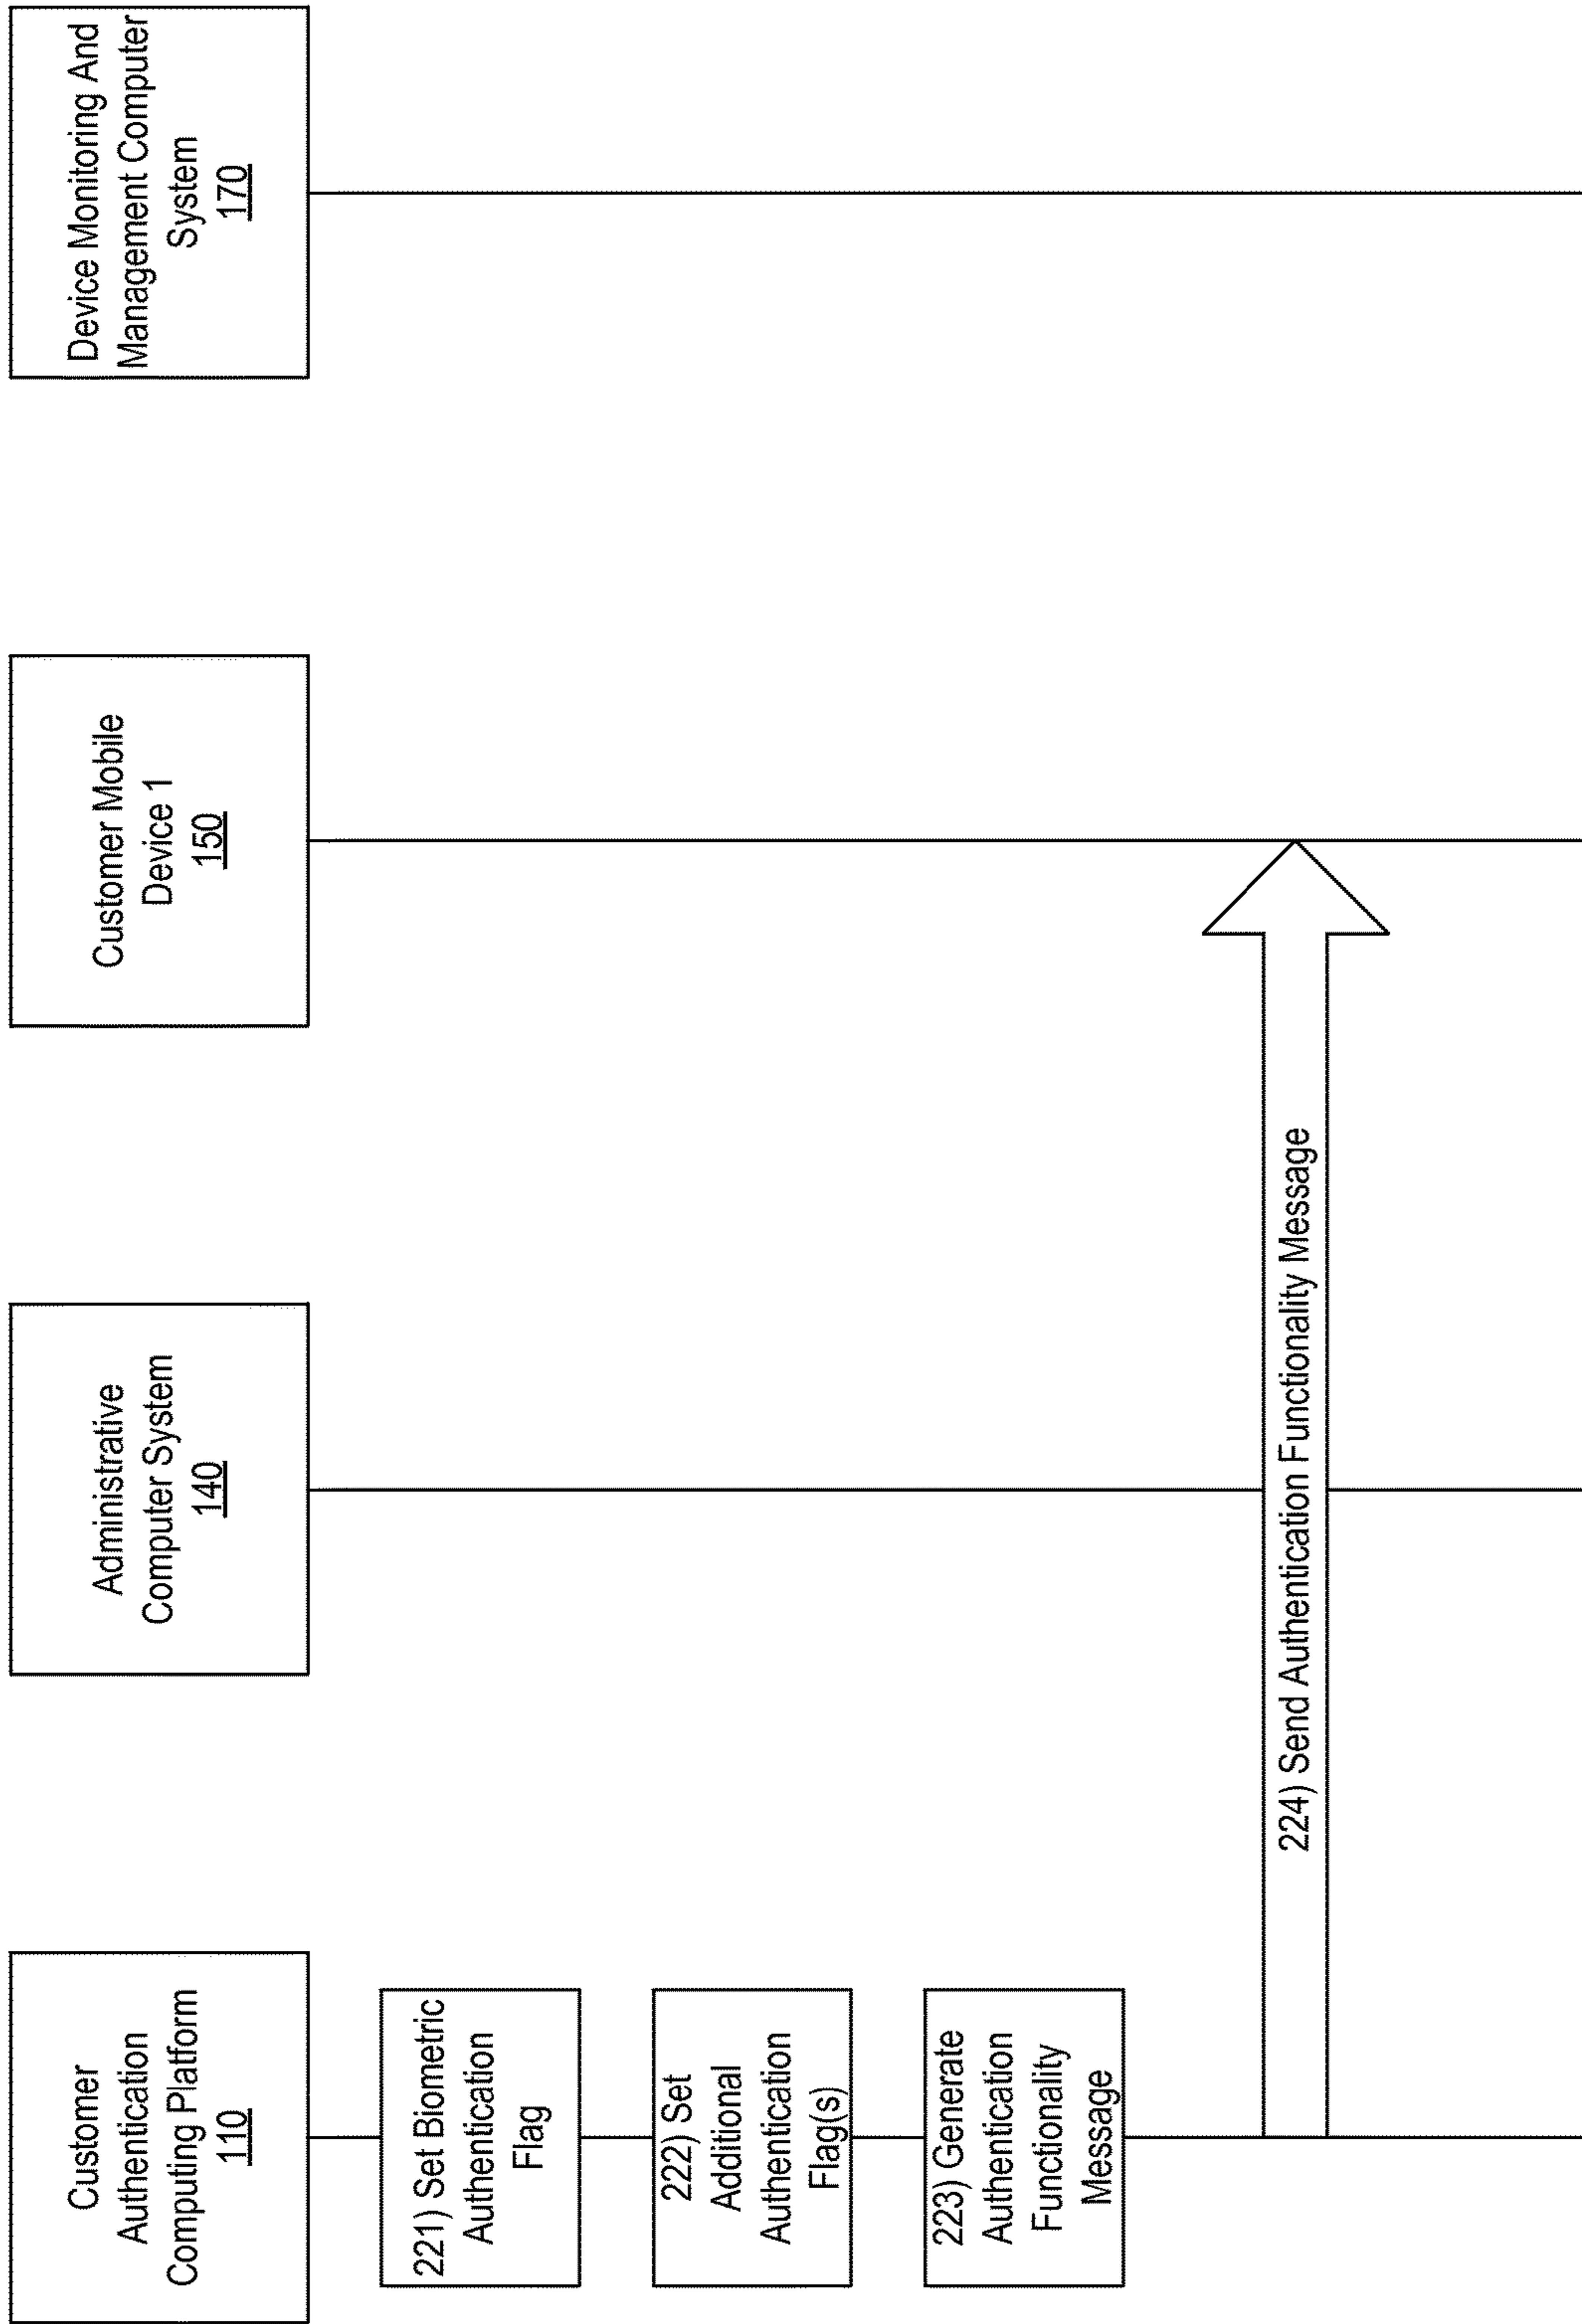 Customer
Authentication
Computing Platform
110
Administrative
Computer System
140
Customer Mobile
Device 1
150
Device Monitoring And
Management Computer
System
170
221) Set Biometric
Authentication
Flag
222) Set
Additional
Authentication
Flag(s)
223) Generate
Authentication
Functionality
Message
224) Send Authentication Functionality Message